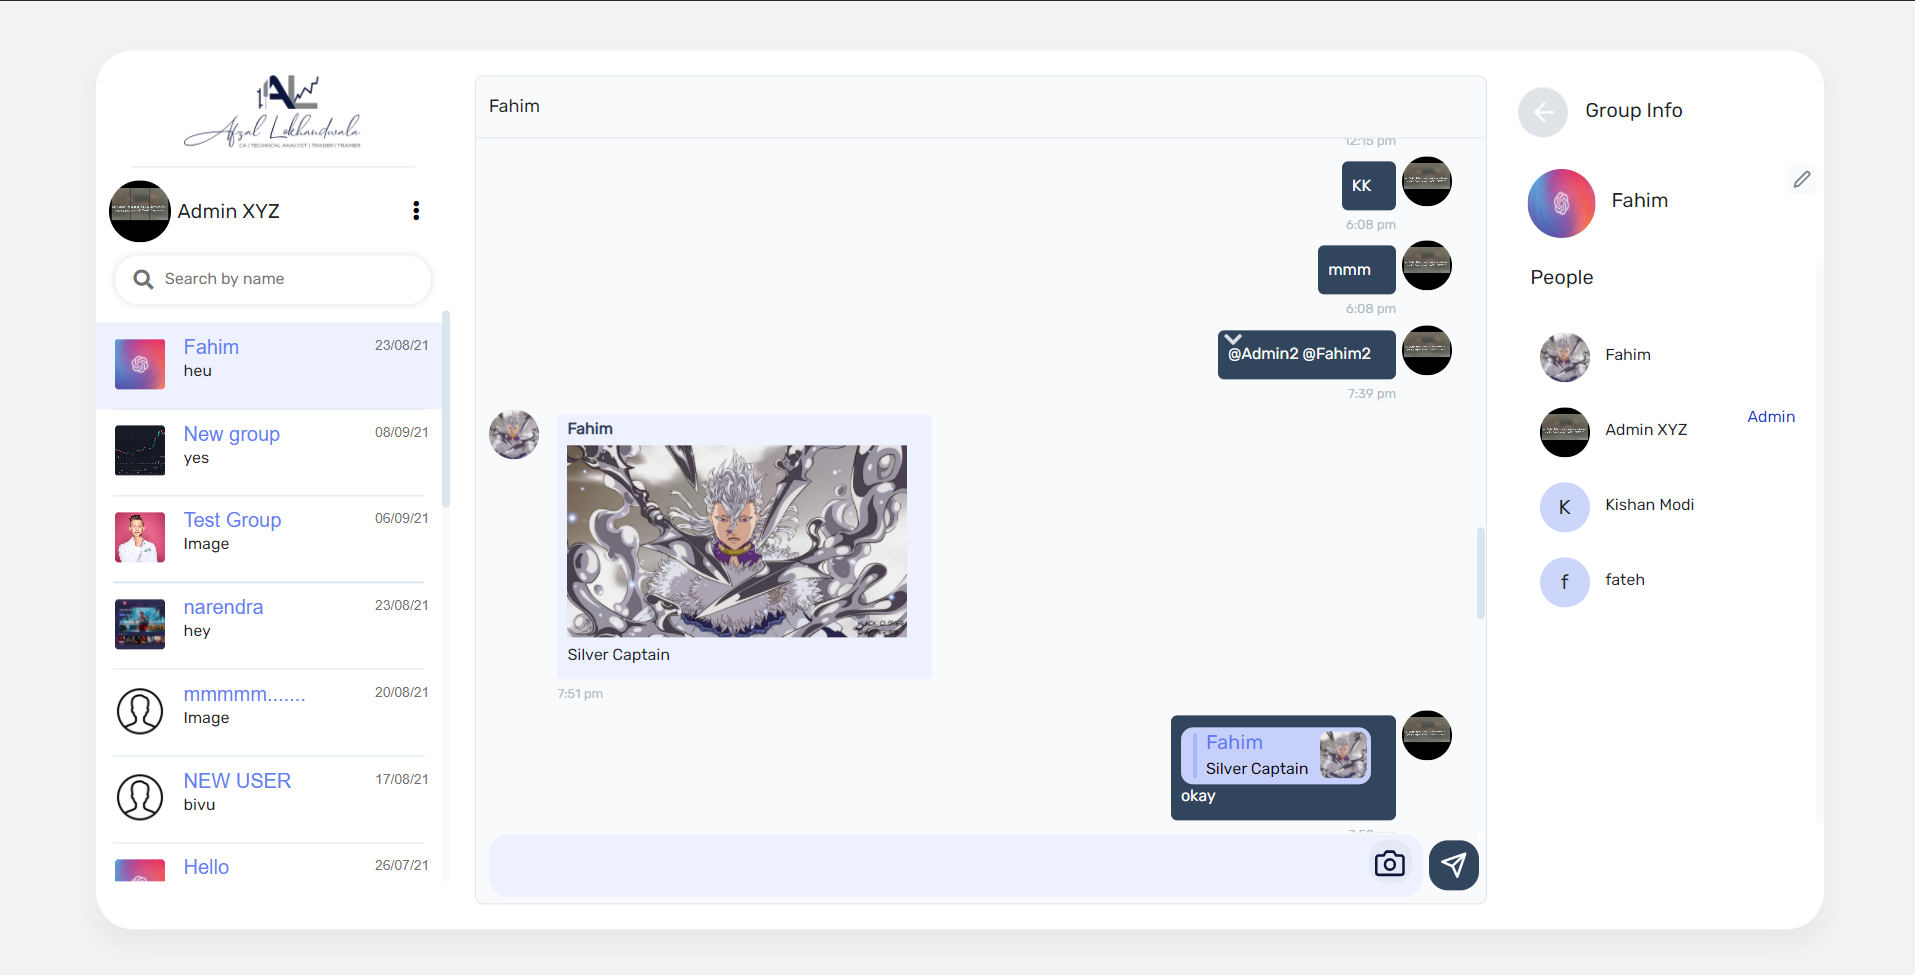 AL
Afzal Lokhandwala
CA | TECHNICAL ANALYST | TRADER | TRAINER
Admin XYZ
Search by name
Fahim
23/08/21
heu
New group
08/09/21
yes
Test Group
06/09/21
Image
narendra
23/08/21
hey
mmmmm.......
20/08/21
Image
NEW USER
17/08/21
bivu
Hello
26/07/21
Fahim
12:15 pm
KK
6:08 pm
mmm
6:08 pm
@Admin2 @Fahim2
7:39 pm
Fahim
BLACK CLOVER
Silver Captain
7:51 pm
Fahim
Silver Captain
okay
Group Info
Fahim
People
Fahim
Admin XYZ
Admin
K
Kishan Modi
f
fateh